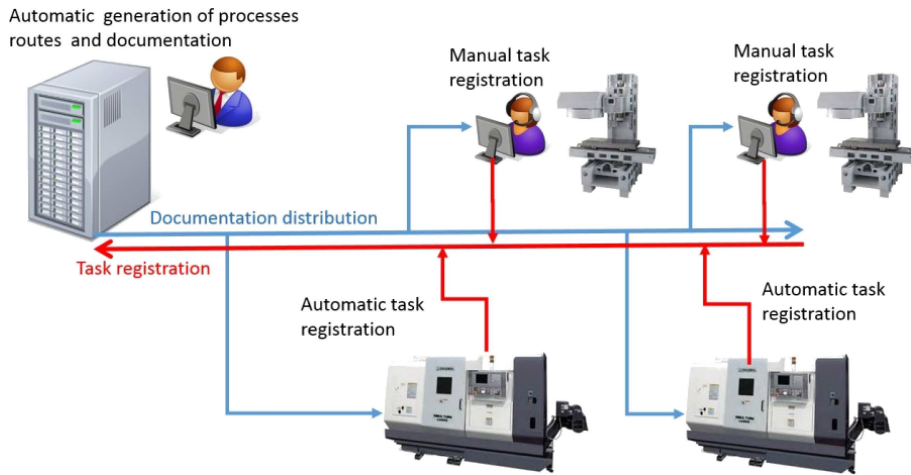 Automatic generation of processes
routes and documentation
Manual task
registration
Manual task
registration
Documentation distribution
Task registration
Automatic task
registration
Automatic task
registration